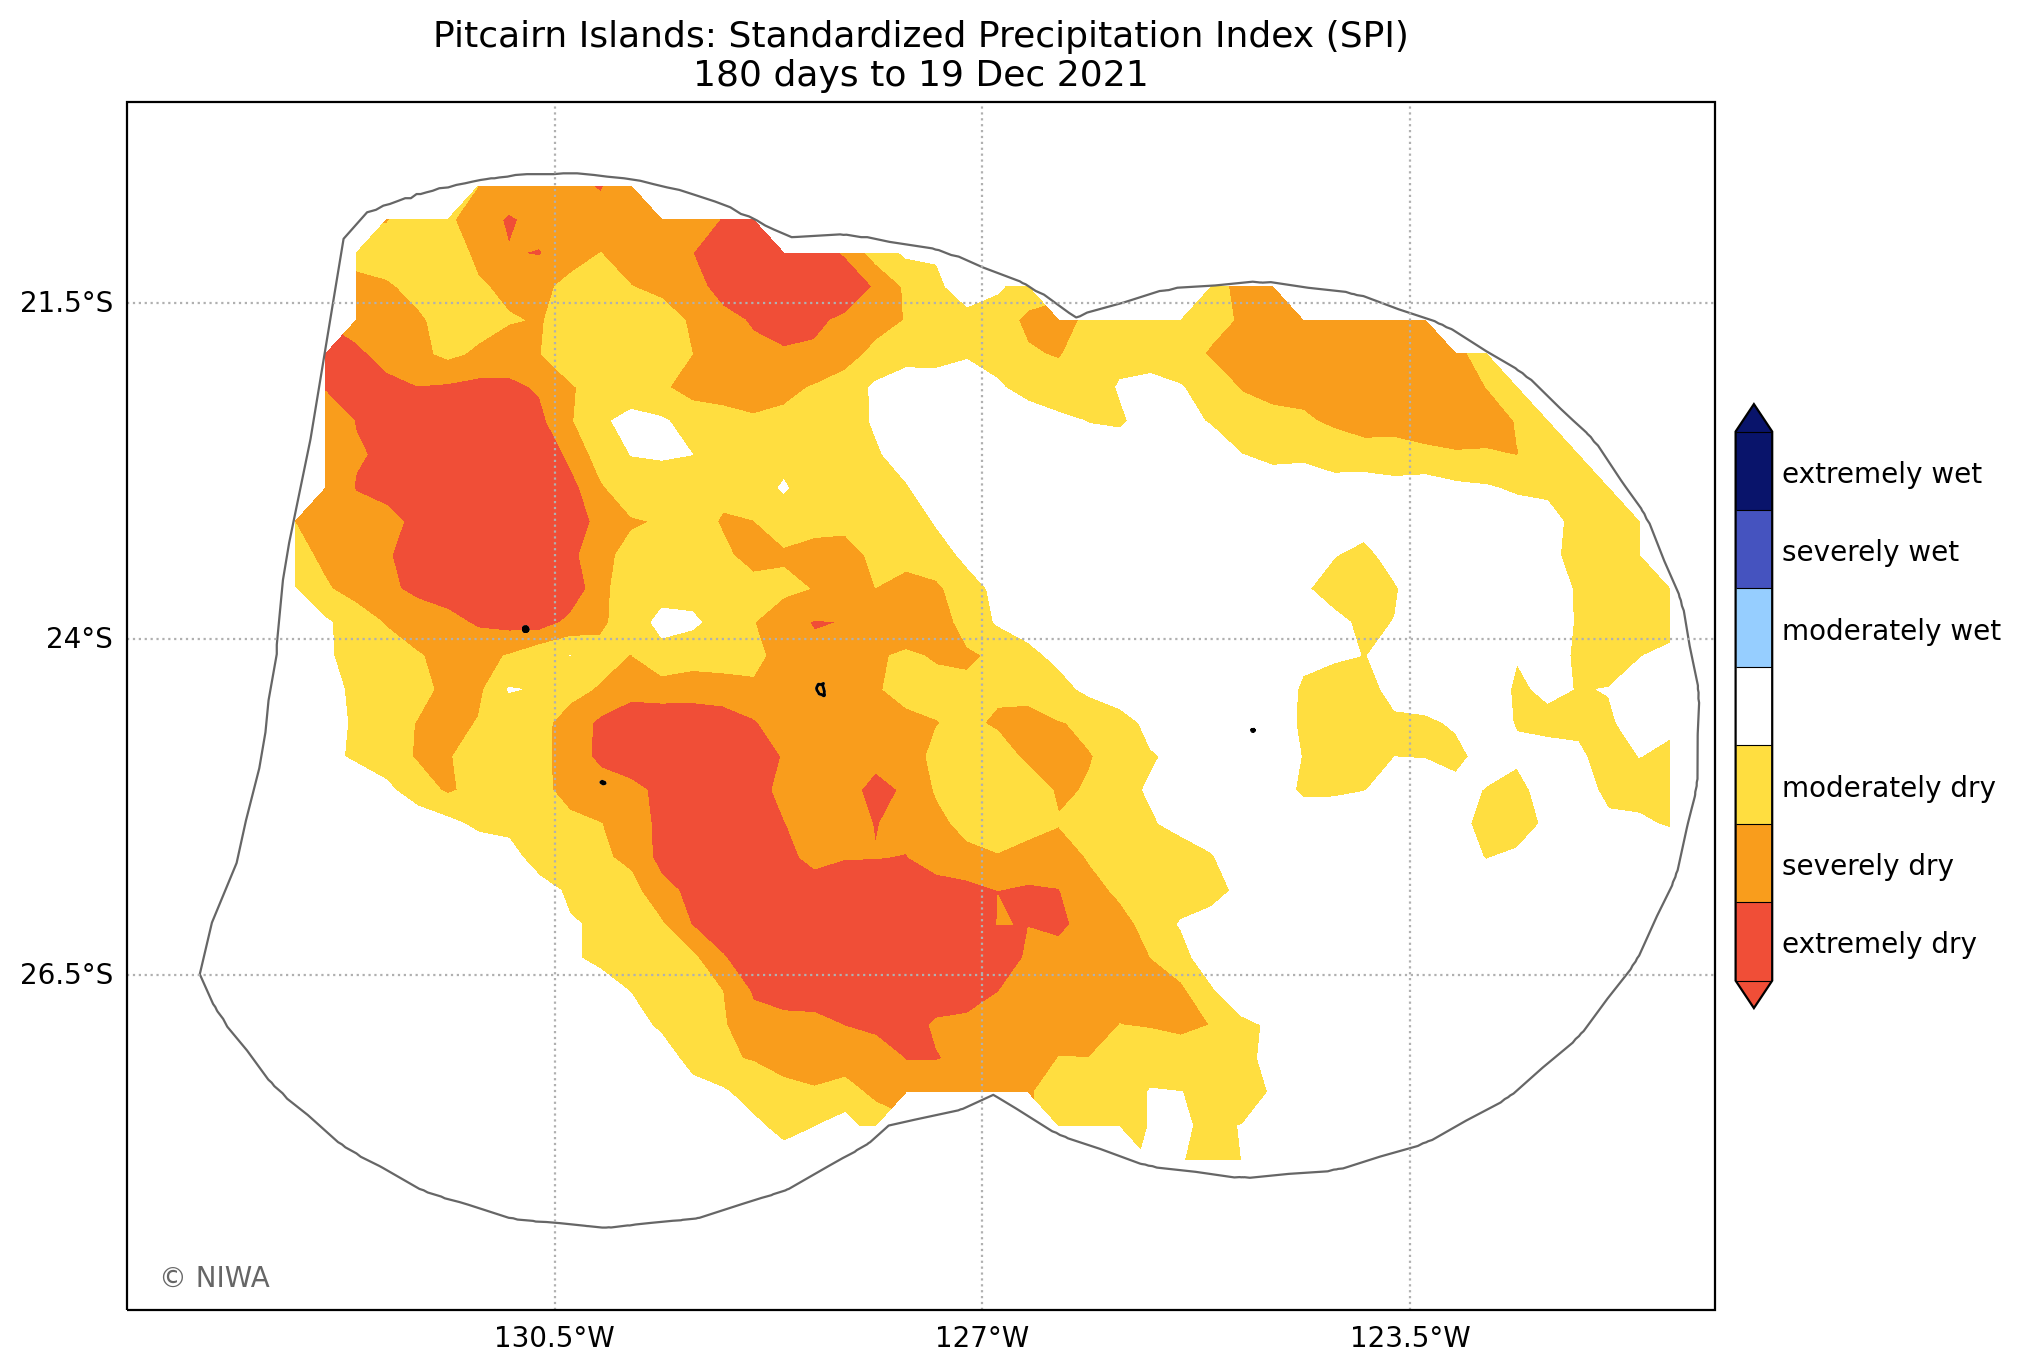 Pitcairn Islands: Standardized Precipitation Index (SPI)
180 days to 19 Dec 2021
21.5°S
24°S
26.5°S
130.5°W
127°W
123.5°W
extremely wet
severely wet
moderately wet
moderately dry
severely dry
extremely dry
© NIWA